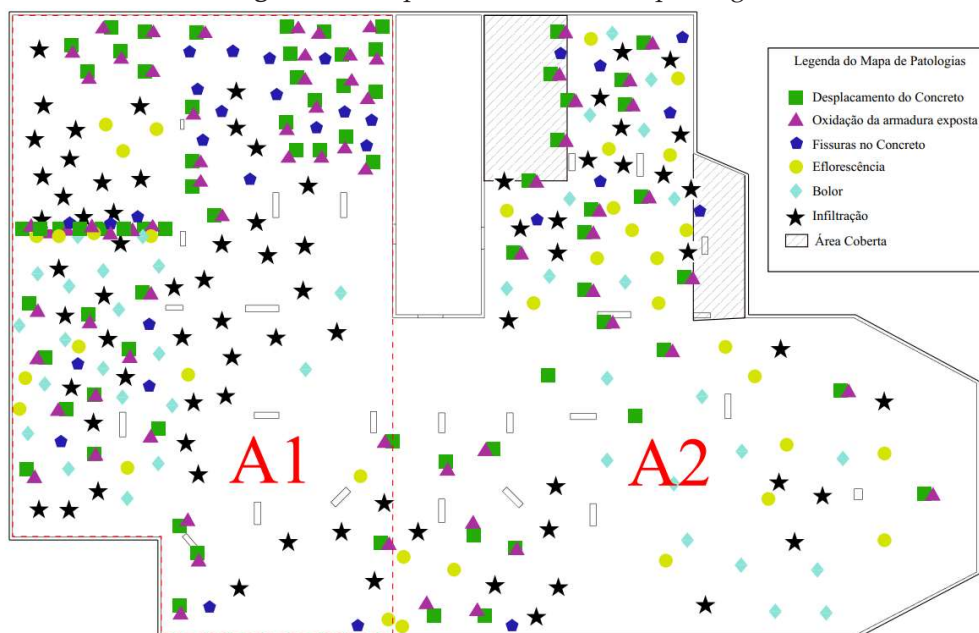 Legenda do Mapa de Patologias
Desplacamento do Concreto
Oxidação da armadura exposta
Fissuras no Concreto
Eflorescência
Bolor
Infiltração
Área Coberta
A1
A2